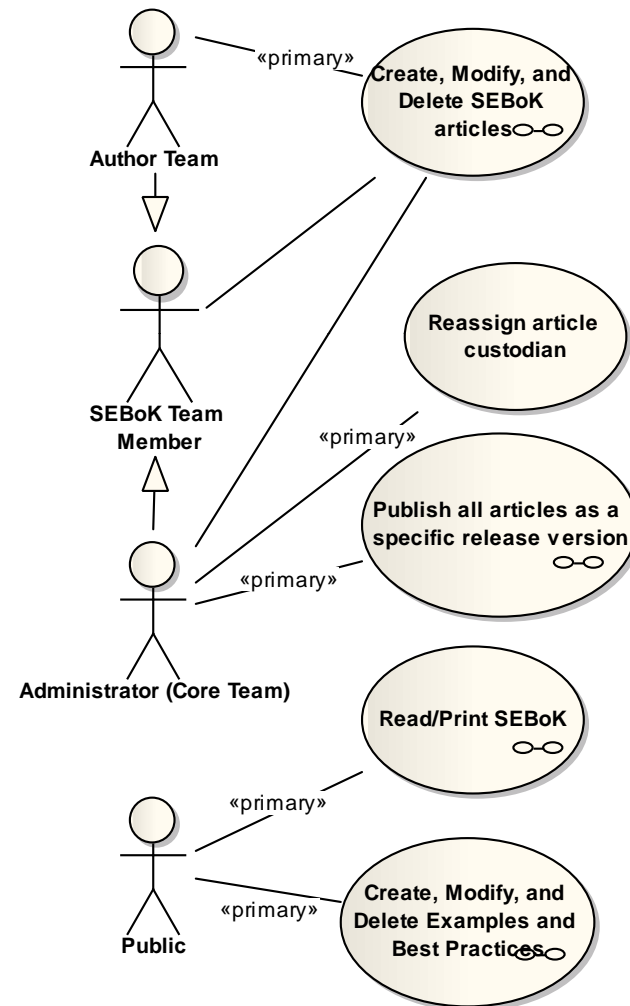 «primary»
Create, Modify, and
Delete SEBoK
articles
Author Team
SEBoK Team
Member
Reassign article
custodian
«primary»
Publish all articles as a
specific release version
«primary»
Administrator (Core Team)
Read/Print SEBoK
«primary»
Public
«primary»
Create, Modify, and
Delete Examples and
Best Practices